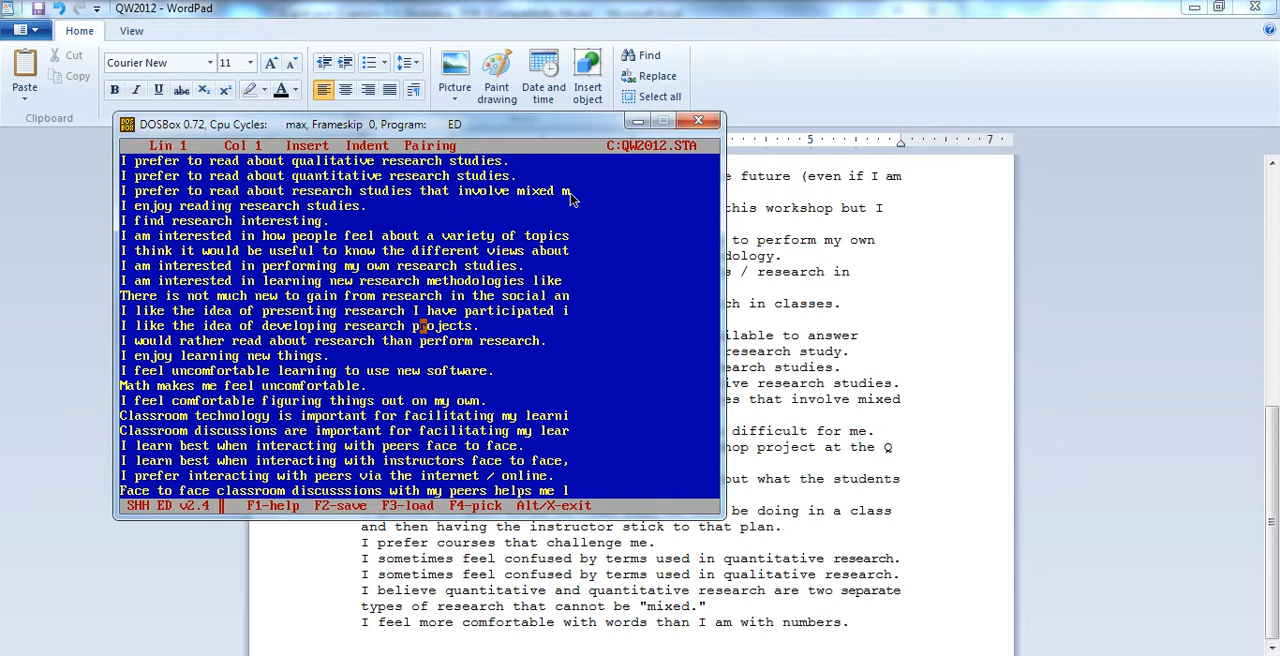 QW2012 - WordPad
Home View
Cut
Copy
Paste
Clipboard
Courier New 11
B I U abc
Picture
Paint drawing
Date and time
Insert object
Find
Replace
Select all
DOSBox 0.72, Cpu Cycles: max, Frameskip 0, Program: ED
Lin 1 Col 1 Insert Indent Pairing C:QW2012.STA
I prefer to read about qualitative research studies.
I prefer to read about quantitative research studies.
I prefer to read about research studies that involve mixed m
I enjoy reading research studies.
I find research interesting.
I am interested in how people feel about a variety of topics
I think it would be useful to know the different views about
I am interested in performing my own research studies.
I am interested in learning new research methodologies like
There is not much new to gain from research in the social an
I like the idea of presenting research I have participated i
I like the idea of developing research projects.
I would rather read about research than perform research.
I enjoy learning new things.
I feel uncomfortable learning to use new software.
Math makes me feel uncomfortable.
I feel comfortable figuring things out on my own.
Classroom technology is important for facilitating my learni
Classroom discussions are important for facilitating my lear
I learn best when interacting with peers face to face.
I learn best when interacting with instructors face to face,
I prefer interacting with peers via the internet / online.
Face to face classroom discusssions with my peers helps me l
SHH ED v2.4 F1-help F2-save F3-load F4-pick Alt/X-exit
5 7
e future (even if I am
this workshop but I
to perform my own
dology.
s / research in
ch in classes.
ilable to answer
research study.
earch studies.
ive research studies.
es that involve mixed
difficult for me.
hop project at the Q
out what the students
be doing in a class
and then having the instructor stick to that plan.
I prefer courses that challenge me.
I sometimes feel confused by terms used in quantitative research.
I sometimes feel confused by terms used in qualitative research.
I believe quantitative and quantitative research are two separate
types of research that cannot be "mixed."
I feel more comfortable with words than I am with numbers.